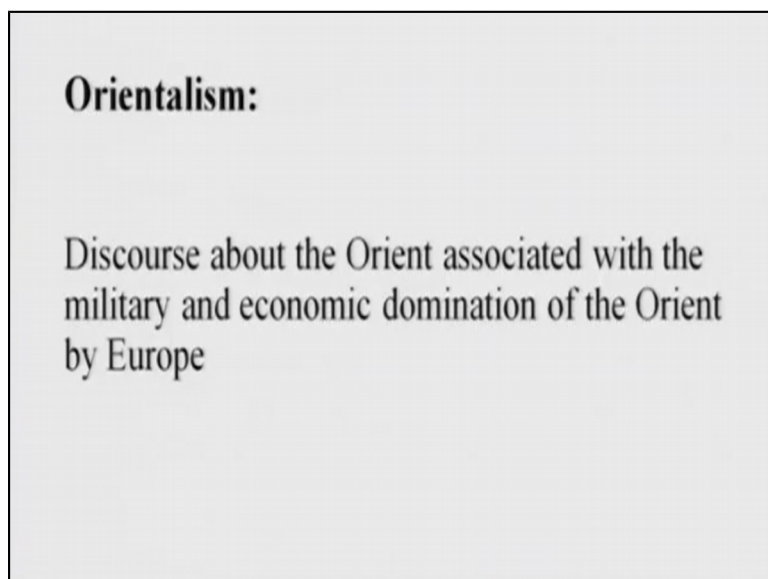 Orientalism:
Discourse about the Orient associated with the
military and economic domination of the Orient
by Europe